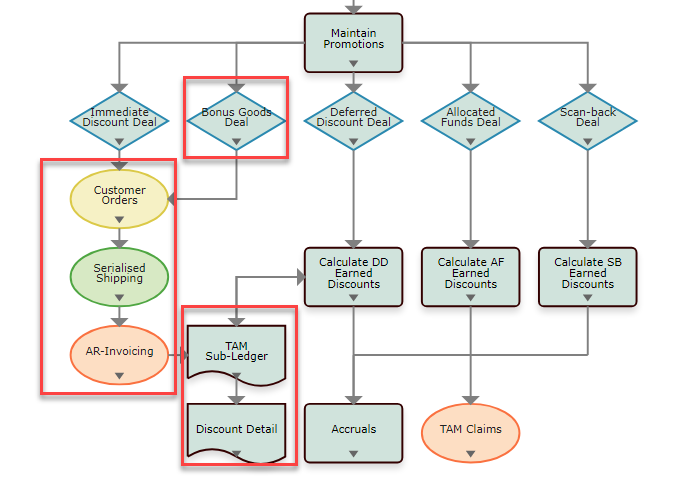 Maintain
Promotions
Immediate
Discount Deal
Bonus Goods
Deal
Deferred
Discount Deal
Allocated
Funds Deal
Scan-back
Deal
Customer
Orders
Serialised
Shipping
Calculate DD
Earned
Discounts
Calculate AF
Earned
Discounts
Calculate SB
Earned
Discounts
AR-Invoicing
TAM
Sub-Ledger
Discount Detail
Accruals
TAM Claims